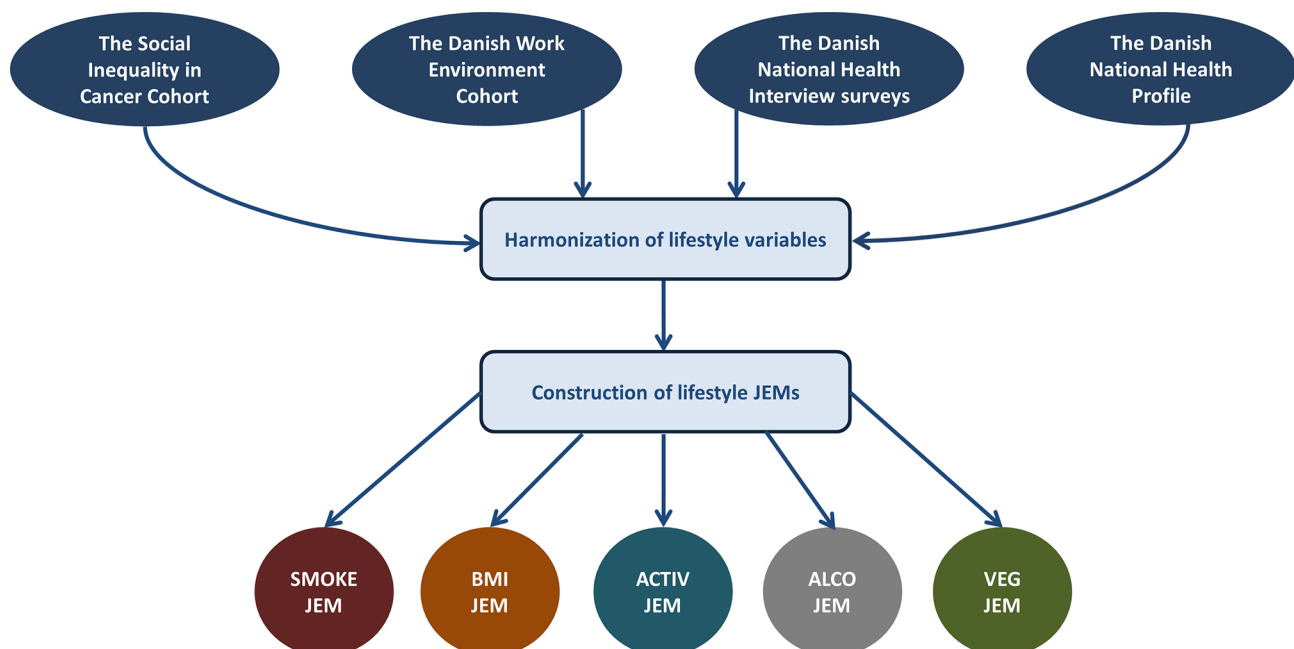 The Social
Inequality in
Cancer Cohort
The Danish Work
Environment
Cohort
The Danish
National Health
Interview surveys
The Danish
National Health
Profile
Harmonization of lifestyle variables
Construction of lifestyle JEMs
SMOKE
JEM
BMI
JEM
ACTIV
JEM
ALCO
JEM
VEG
JEM